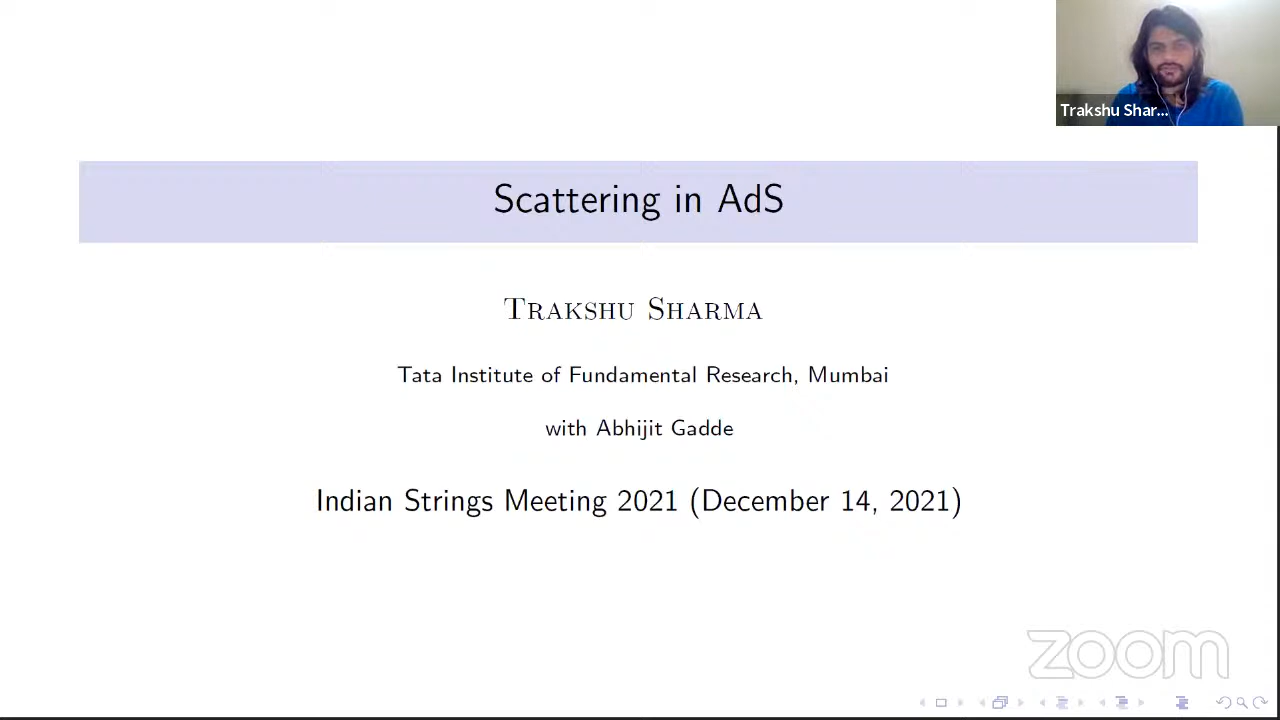 Trakshu Shar...
Scattering in AdS
Trakshu Sharma
Tata Institute of Fundamental Research, Mumbai
with Abhijit Gadde
Indian Strings Meeting 2021 (December 14, 2021)
zoom